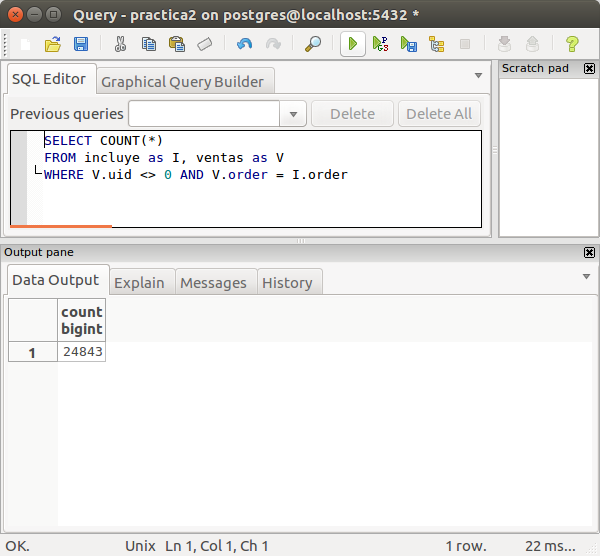 Query - practica2 on postgres@localhost:5432 *
SQL Editor
Graphical Query Builder
Scratch pad
Previous queries
Delete
Delete All
SELECT COUNT(*)
FROM incluye as I, ventas as V
WHERE V.uid <> 0 AND V.order = I.order
Output pane
Data Output
Explain
Messages
History
count
bigint
1
24843
OK.
Unix
Ln 1, Col 1, Ch 1
1 row.
22 ms...